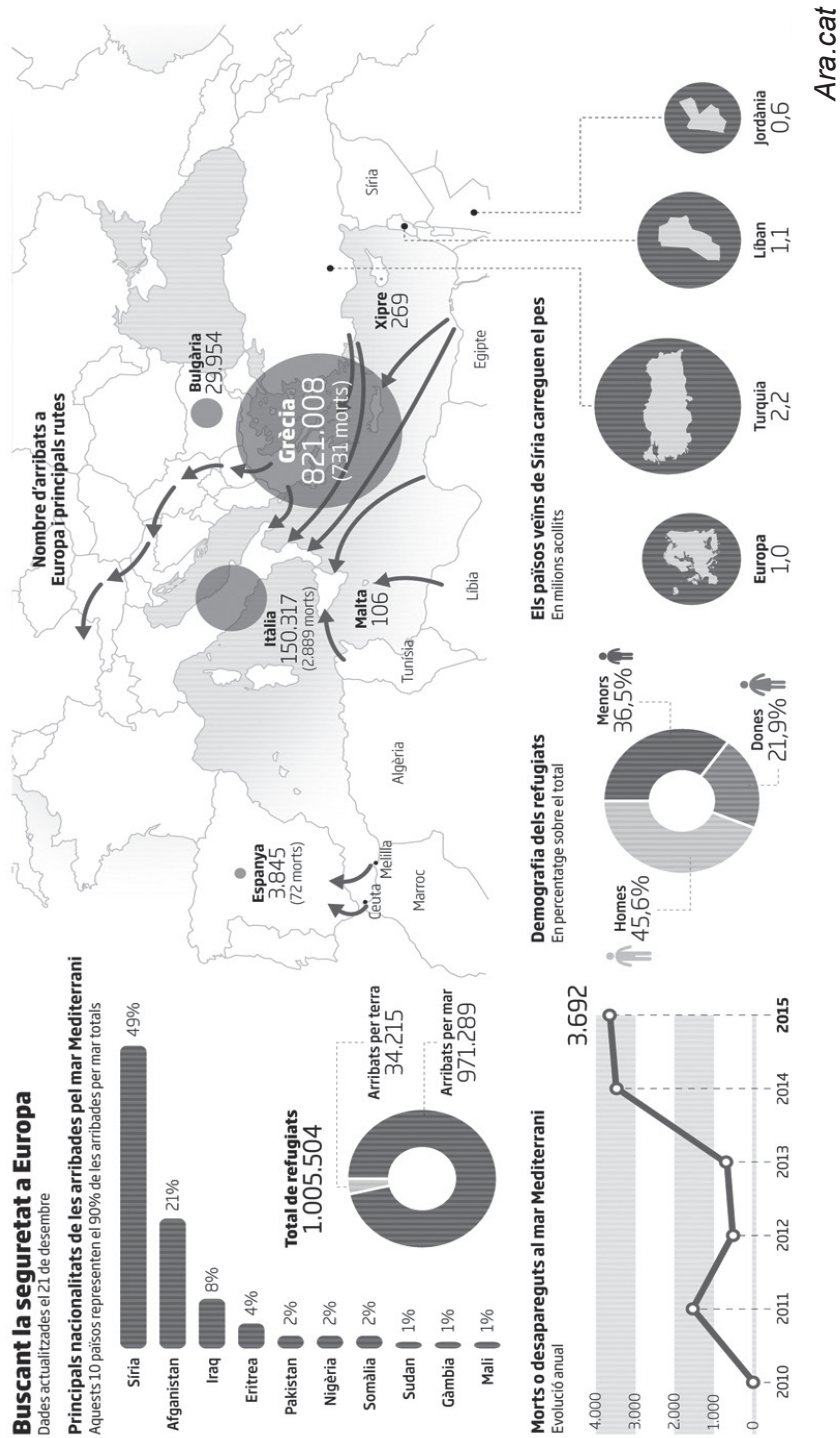 Buscant la seguretat a Europa
Dades actualitzades el 21 de desembre
Principals nacionalitats de les arribades pel mar Mediterrani
Aquests 10 països representen el 90% de les arribades per mar totals
Síria
49%
Afganistan
21%
Iraq
8%
Eritrea
4%
Pakistan
2%
Nigèria
2%
Somàlia
2%
Sudan
1%
Gàmbia
1%
Mali
1%
Total de refugiats
1.005.504
Arribats per terra
34.215
Arribats per mar
971.289
Nombre d'arribats a
Europa i principals rutes
Espanya
3.845
(72 morts)
Ceuta
Melilla
Marroc
Algèria
Tunísia
Itàlia
150.317
(2.889 morts)
Malta
106
Líbia
Bulgària
29.954
Grècia
821.008
(731 morts)
Xipre
269
Egipte
Síria
Morts o desapareguts al mar Mediterrani
Evolució anual
4.000
3.000
2.000
1.000
0
3.692
2010
2011
2012
2013
2014
2015
Demografia dels refugiats
En percentatge sobre el total
Homes
45,6%
Menors
36,5%
Dones
21,9%
Els països veïns de Síria carreguen el pes
En milions acollits
Europa
1,0
Turquia
2,2
Líban
1,1
Jordània
0,6
Ara.cat